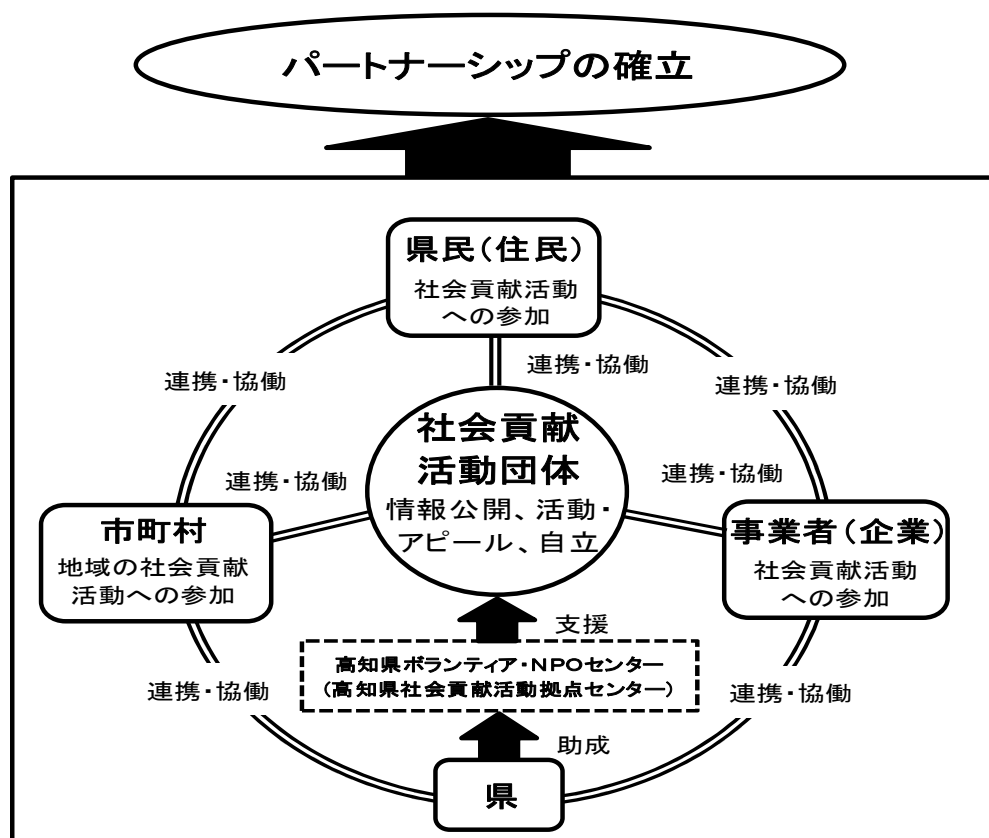 パートナーシップの確立
県民(住民)
社会貢献活動
への参加
連携・協働
連携・協働
連携・協働
社会貢献
活動団体
情報公開、活動・
アピール、自立
連携・協働
連携・協働
市町村
地域の社会貢献
活動への参加
事業者(企業)
社会貢献活動
への参加
支援
高知県ボランティア・NPOセンター
(高知県社会貢献活動拠点センター)
連携・協働
連携・協働
助成
県